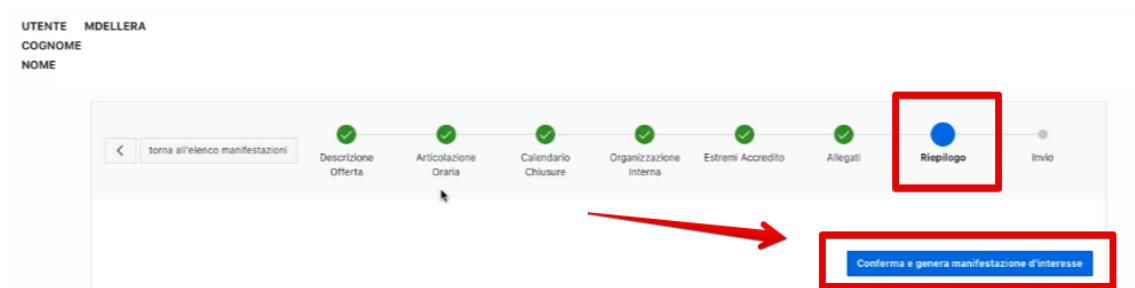 UTENTE MDELLERA
COGNOME
NOME
torna all'elenco manifestazioni
Descrizione
Offerta
Articolazione
Oraria
Calendario
Chiusure
Organizzazione
Interna
Estremi Accredito
Allegati
Riepilogo
Invio
Conferma e genera manifestazione d'interesse